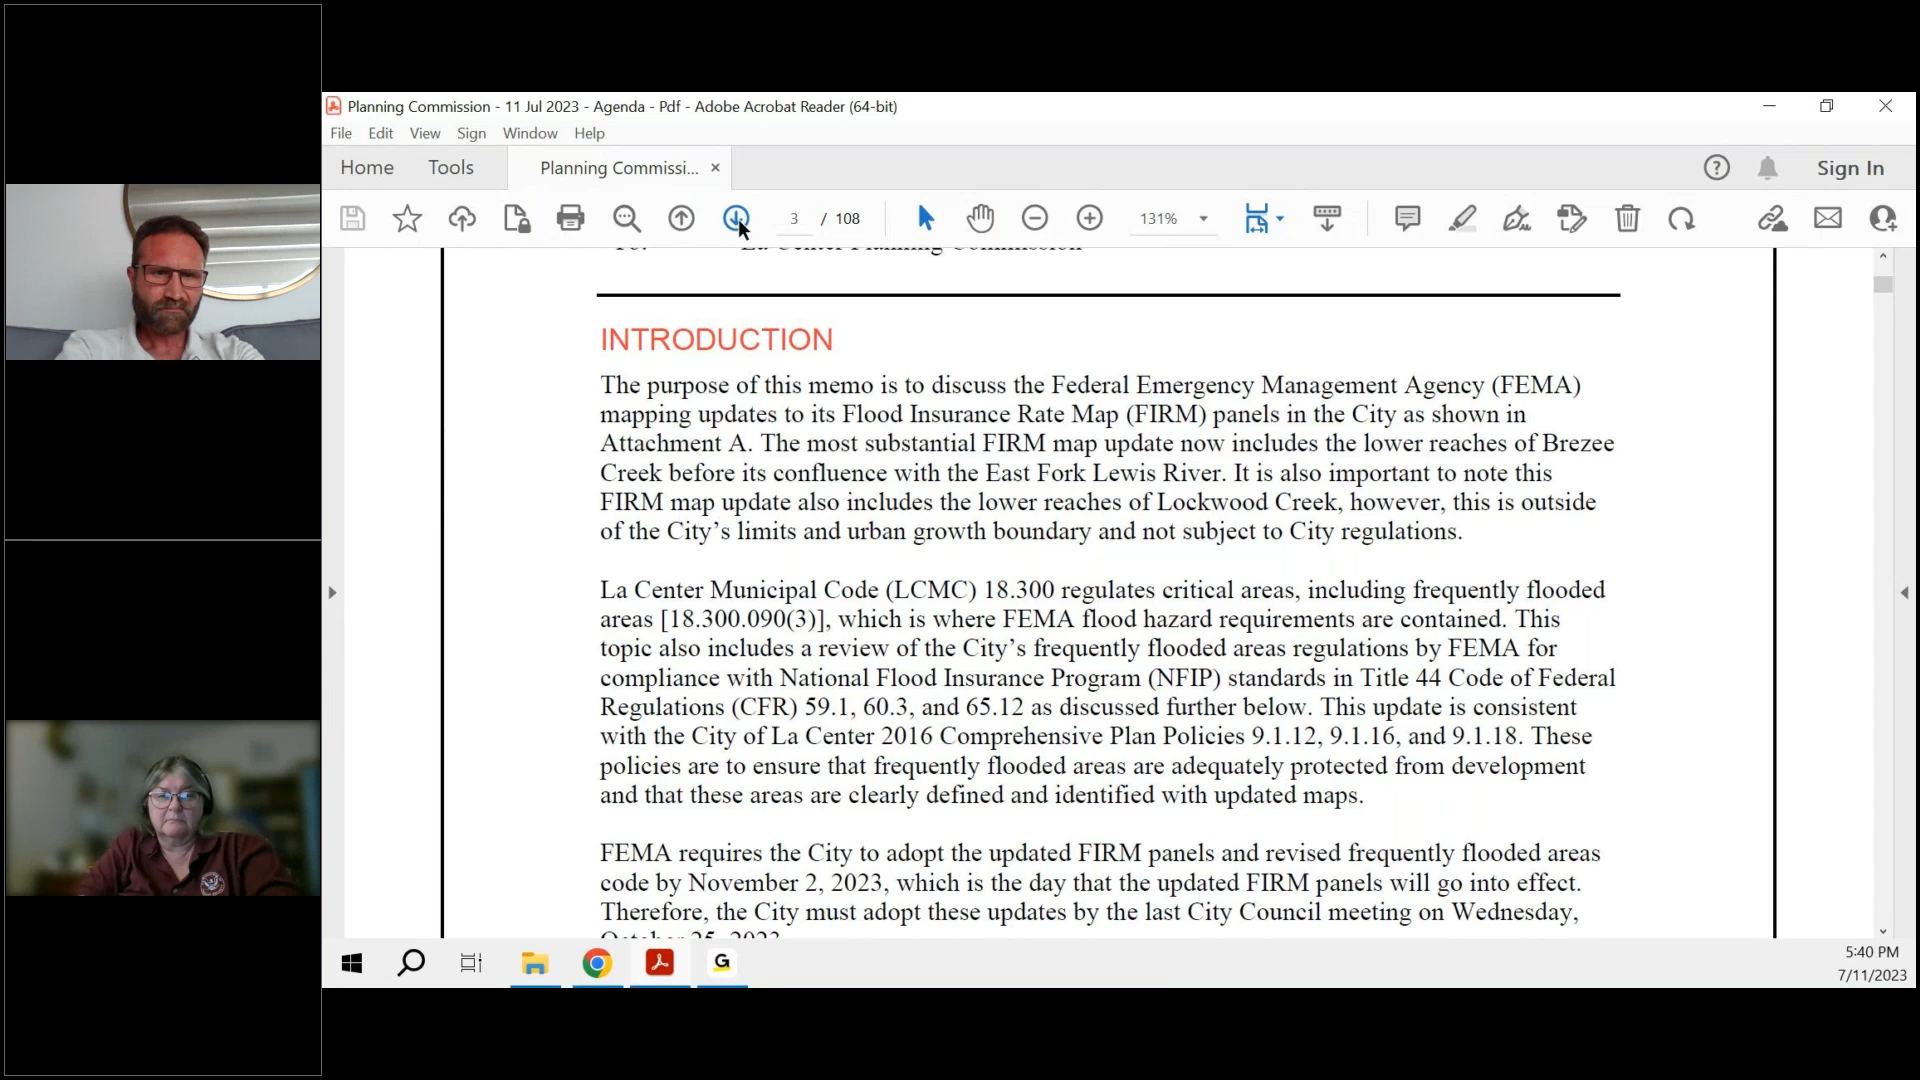 Planning Commission - 11 Jul 2023 - Agenda - Pdf - Adobe Acrobat Reader (64-bit)
File Edit View Sign Window Help
Home Tools Planning Commissi... × Sign In
3 / 108 131%
To: La Center Planning Commission
INTRODUCTION
The purpose of this memo is to discuss the Federal Emergency Management Agency (FEMA)
mapping updates to its Flood Insurance Rate Map (FIRM) panels in the City as shown in
Attachment A. The most substantial FIRM map update now includes the lower reaches of Brezee
Creek before its confluence with the East Fork Lewis River. It is also important to note this
FIRM map update also includes the lower reaches of Lockwood Creek, however, this is outside
of the City’s limits and urban growth boundary and not subject to City regulations.
La Center Municipal Code (LCMC) 18.300 regulates critical areas, including frequently flooded
areas [18.300.090(3)], which is where FEMA flood hazard requirements are contained. This
topic also includes a review of the City’s frequently flooded areas regulations by FEMA for
compliance with National Flood Insurance Program (NFIP) standards in Title 44 Code of Federal
Regulations (CFR) 59.1, 60.3, and 65.12 as discussed further below. This update is consistent
with the City of La Center 2016 Comprehensive Plan Policies 9.1.12, 9.1.16, and 9.1.18. These
policies are to ensure that frequently flooded areas are adequately protected from development
and that these areas are clearly defined and identified with updated maps.
FEMA requires the City to adopt the updated FIRM panels and revised frequently flooded areas
code by November 2, 2023, which is the day that the updated FIRM panels will go into effect.
Therefore, the City must adopt these updates by the last City Council meeting on Wednesday,
October 25, 2023
G
5:40 PM
7/11/2023